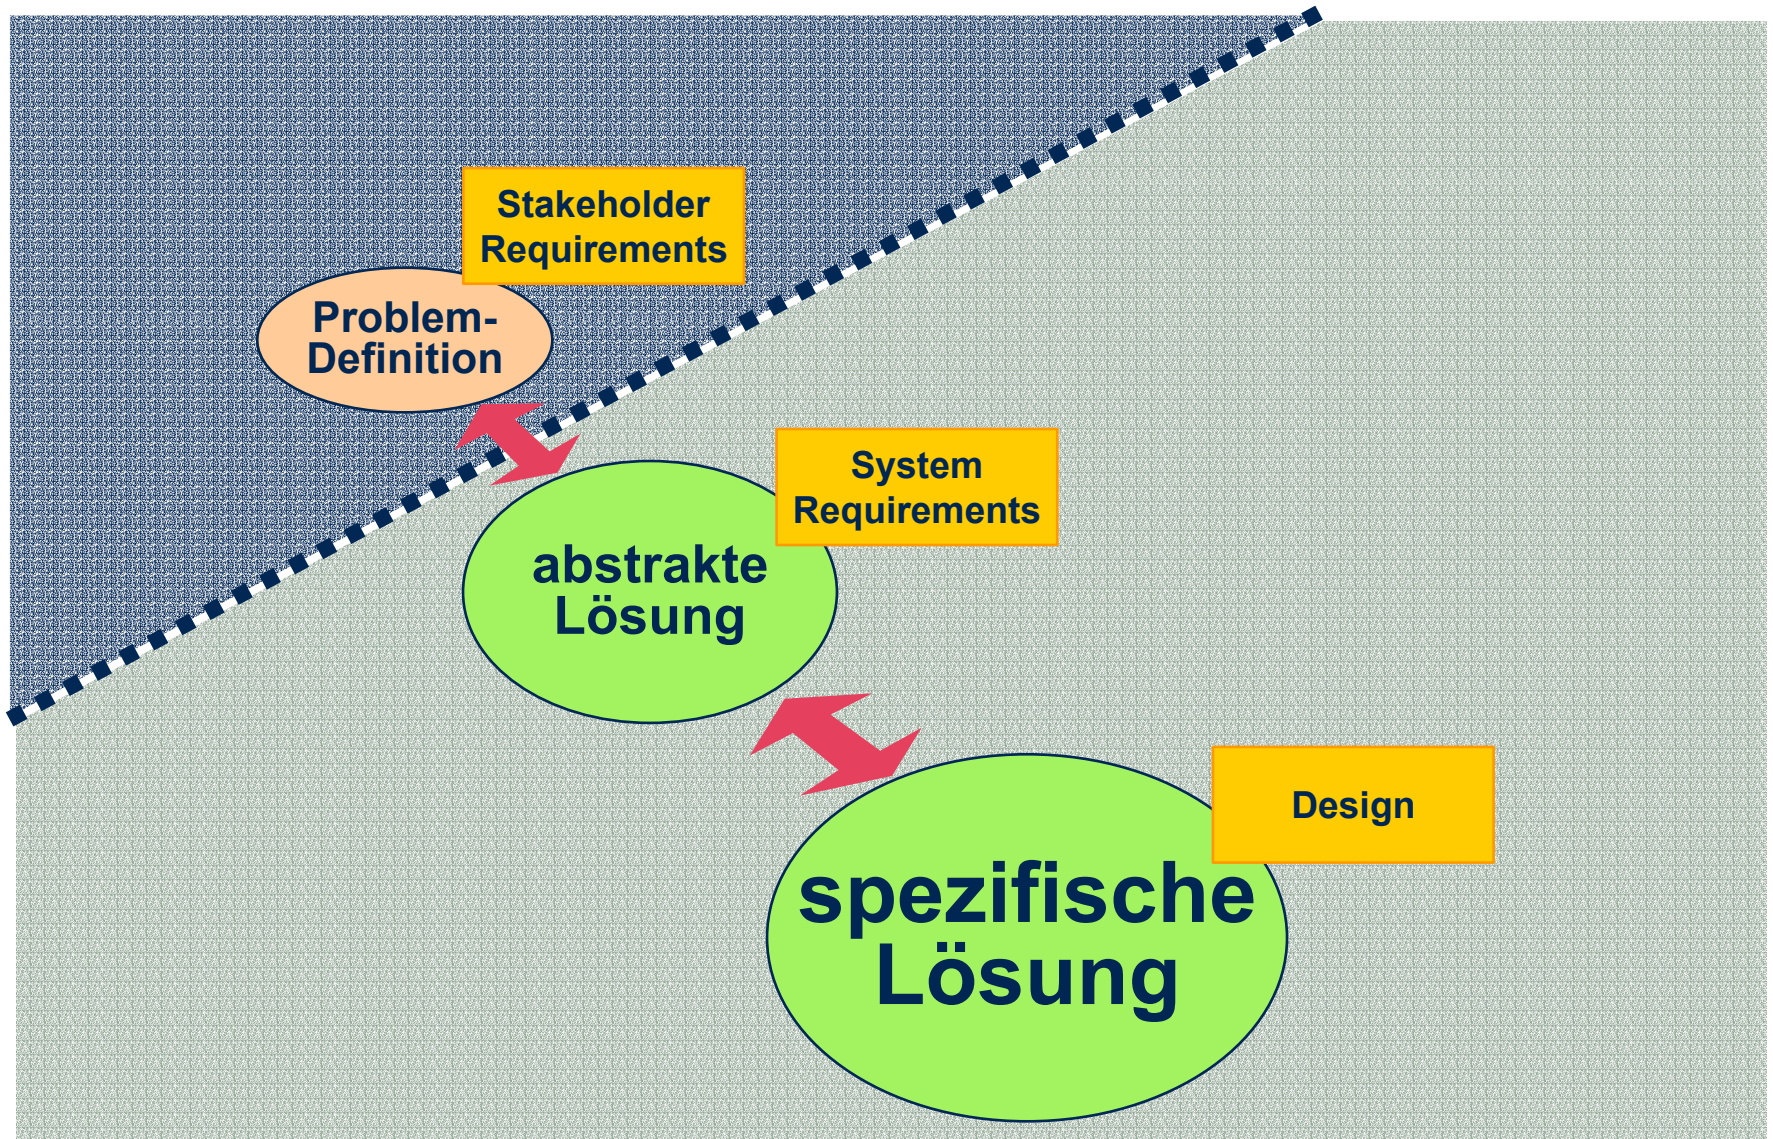 Stakeholder
Requirements
Problem-
Definition
System
Requirements
abstrakte
Lösung
Design
spezifische
Lösung